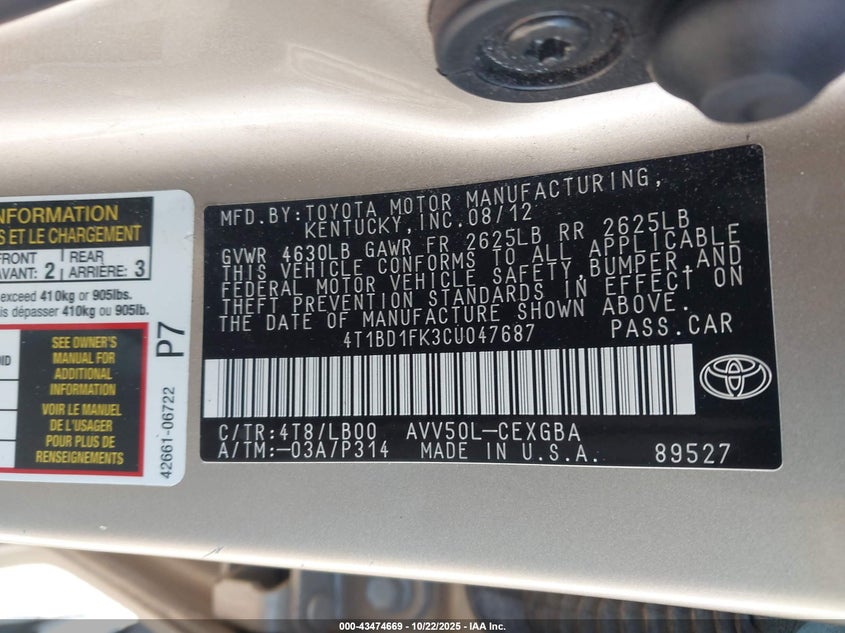 NFORMATION
S ET LE CHARGEMENT
FRONT
AVANT: 2
REAR
ARRIÈRE: 3
exceed 410kg or 905lbs.
is dépasser 410kg ou 905lb.
SEE OWNER'S
MANUAL FOR
ADDITIONAL
INFORMATION
VOIR LE MANUEL
DE L'USAGER
POUR PLUS DE
RENSEIGNEMENTS
P7
42661-06722
MFD.BY:TOYOTA MOTOR MANUFACTURING,
KENTUCKY,INC.08/12
GVWR 4630LB GAWR FR 2625LB RR 2625LB
THIS VEHICLE CONFORMS TO ALL APPLICABLE
FEDERAL MOTOR VEHICLE SAFETY,BUMPER,AND
THEFT PREVENTION STANDARDS IN EFFECT ON
THE DATE OF MANUFACTURE SHOWN ABOVE.
4T1BD1FK3CU047687 PASS.CAR
C/TR:4T8/LB00 AVV50L-CEXGBA
A/TM:-03A/P314 MADE IN U.S.A. 89527
000-43474669 - 10/22/2025 - IAA Inc.